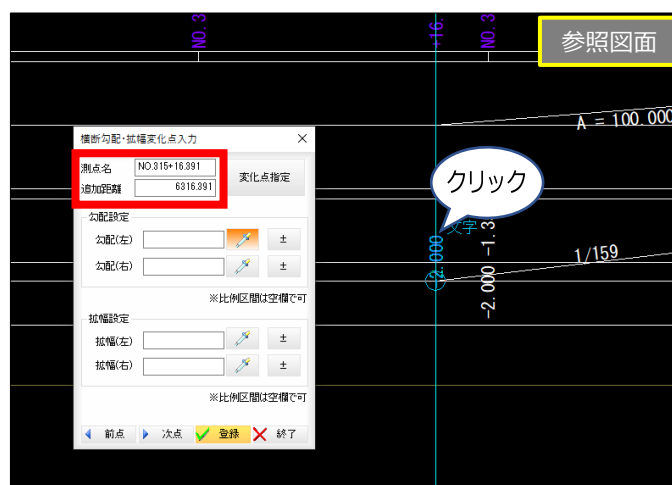 NO.3
+16.
NO.3
参照図面
A = 100.000
横断勾配・拡幅変化点入力
測点名 NO.315+16.391
追加距離 6316.391
変化点指定
勾配設定
勾配(左) ±
勾配(右) ±
※比例区間は空欄で可
拡幅設定
拡幅(左) ±
拡幅(右) ±
※比例区間は空欄で可
前点 次点 登録 終了
クリック
文字
-2.000
-1.3
-2.000
1/159